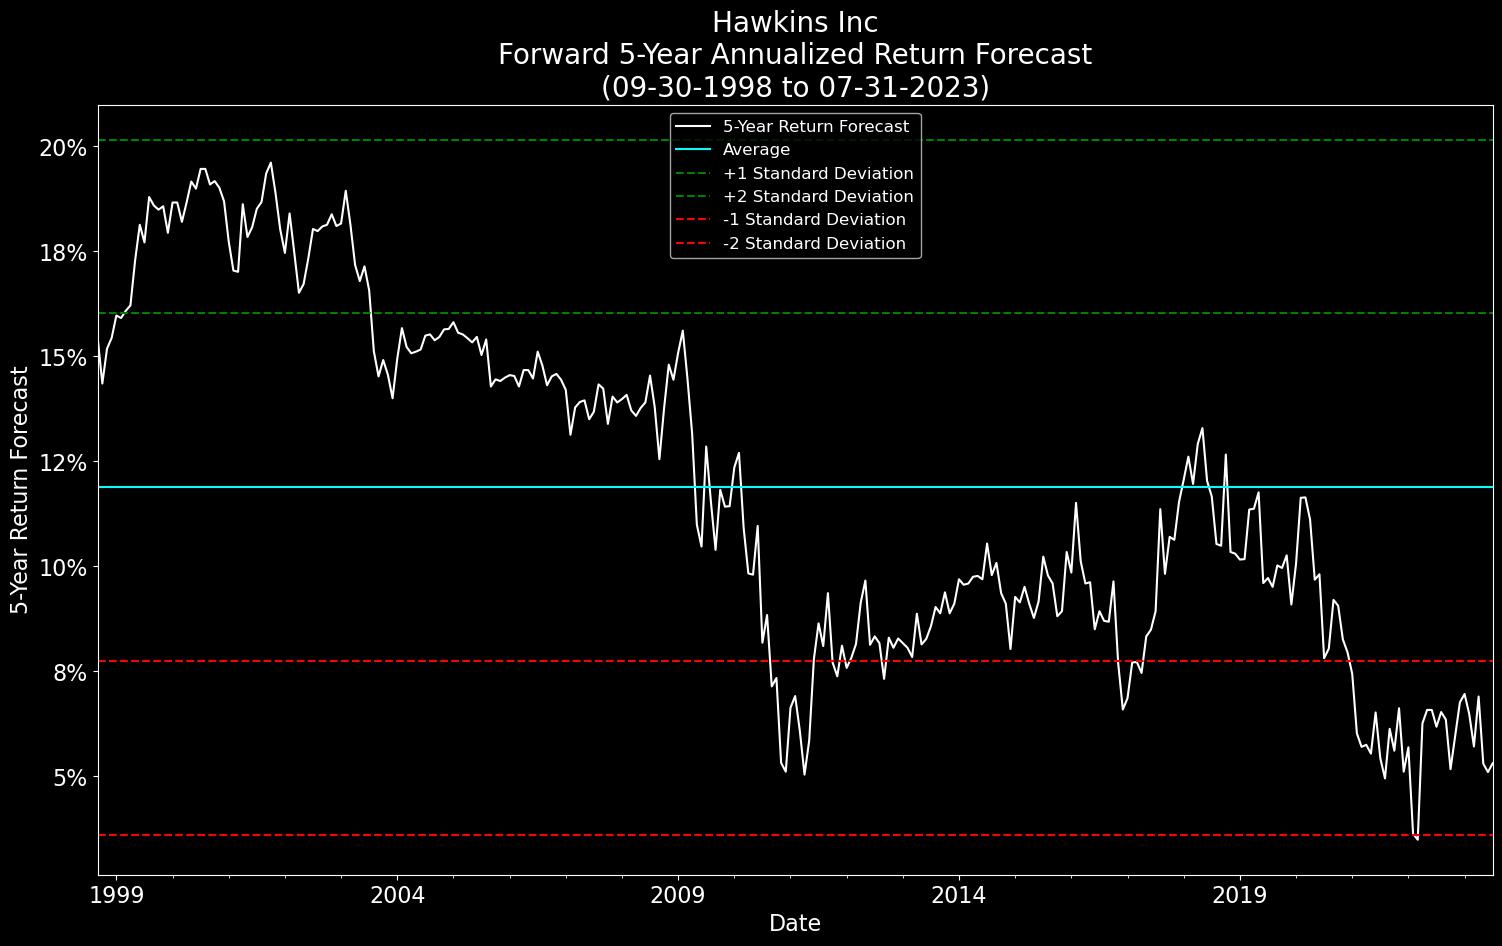 Hawkins Inc
Forward 5-Year Annualized Return Forecast
(09-30-1998 to 07-31-2023)
5-Year Return Forecast
Average
+1 Standard Deviation
+2 Standard Deviation
-1 Standard Deviation
-2 Standard Deviation
20%
18%
15%
12%
10%
8%
5%
5-Year Return Forecast
1999 2004 2009 2014 2019
Date